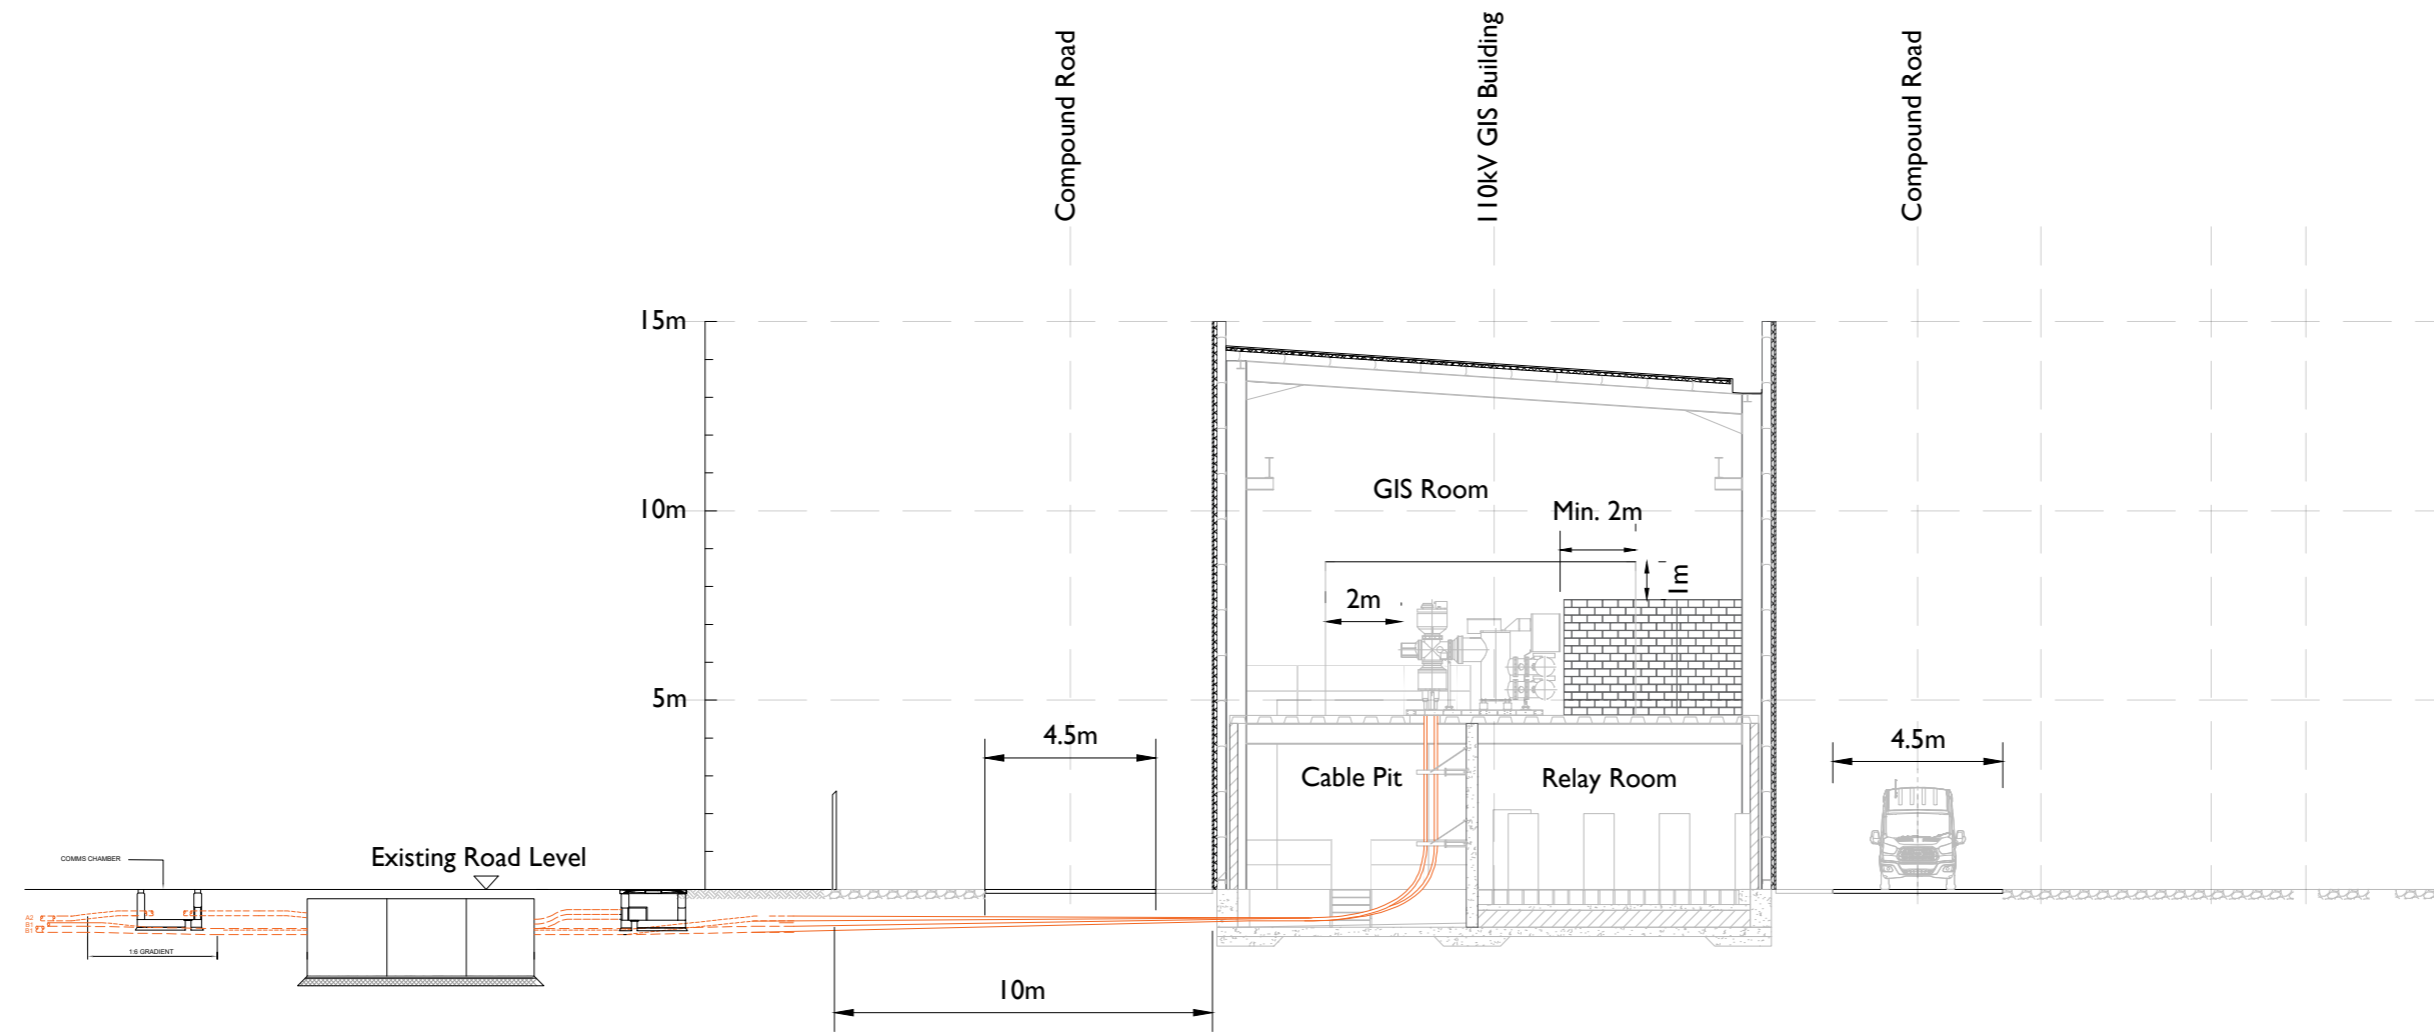 Compound Road
110kV GIS Building
Compound Road
15m
10m
5m
GIS Room
Min. 2m
1m
2m
4.5m
4.5m
Cable Pit
Relay Room
COMMS CHAMBER
Existing Road Level
A2
1:6 GRADIENT
10m